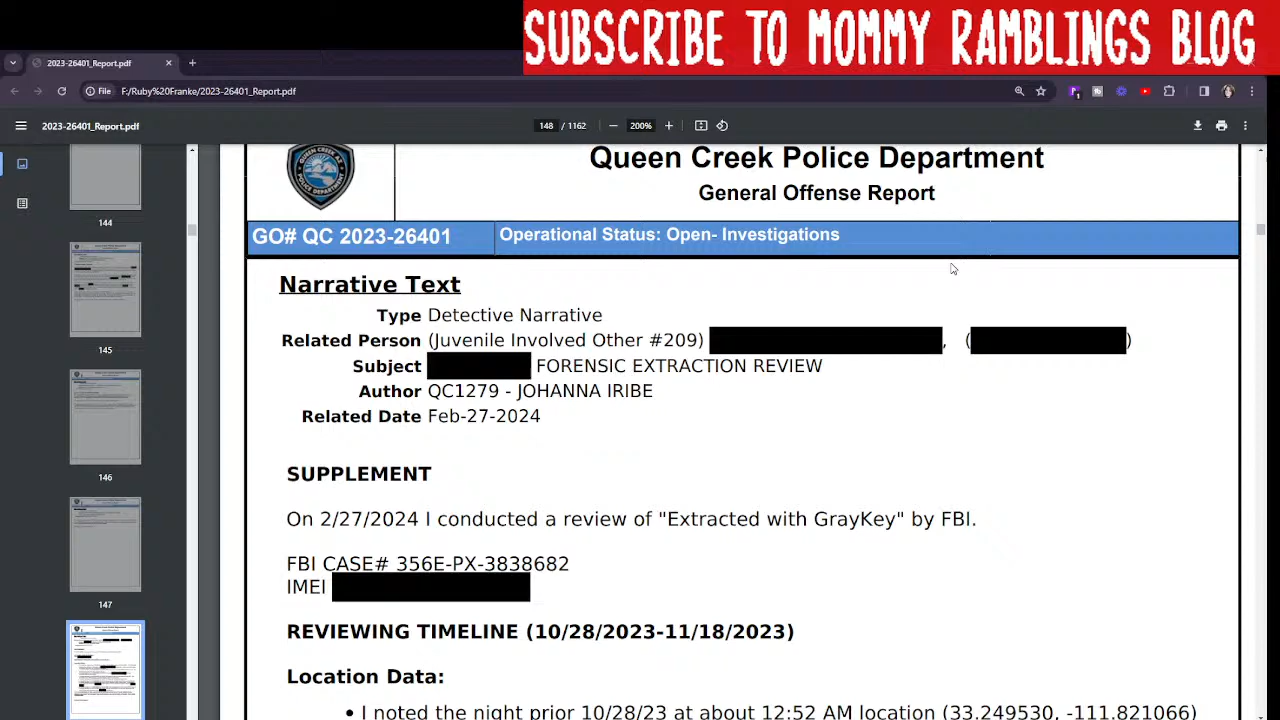 SUBSCRIBE TO MOMMY RAMBLINGS BLOG
2023-26401_Report.pdf
File F:/Ruby%20Franke/2023-26401_Report.pdf
2023-26401_Report.pdf 148 / 1162 200%
144
145
146
147
Queen Creek Police Department
General Offense Report
GO# QC 2023-26401 Operational Status: Open- Investigations
Narrative Text
Type Detective Narrative
Related Person (Juvenile Involved Other #209) , ( )
Subject FORENSIC EXTRACTION REVIEW
Author QC1279 - JOHANNA IRIBE
Related Date Feb-27-2024
SUPPLEMENT
On 2/27/2024 I conducted a review of "Extracted with GrayKey" by FBI.
FBI CASE# 356E-PX-3838682
IMEI
REVIEWING TIMELINE (10/28/2023-11/18/2023)
Location Data:
• I noted the night prior 10/28/23 at about 12:52 AM location (33.249530, -111.821066)